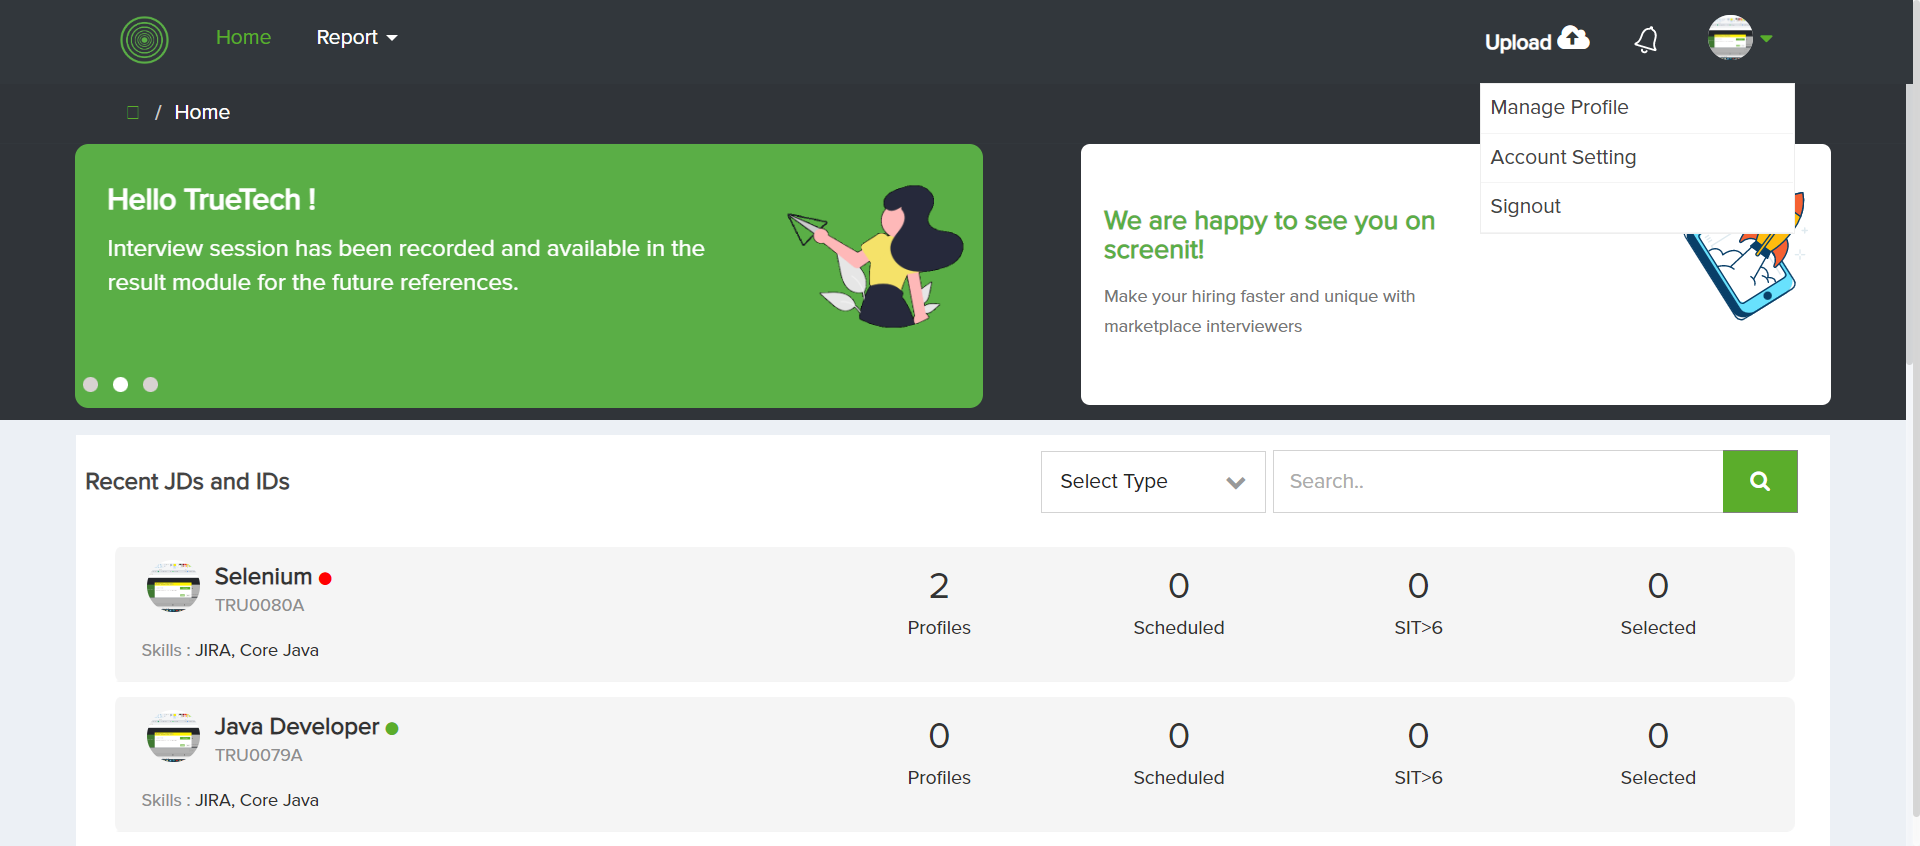 Home
Report
Upload
/ Home
Manage Profile
Account Setting
Signout
Hello TrueTech !
Interview session has been recorded and available in the
result module for the future references.
We are happy to see you on
screenit!
Make your hiring faster and unique with
marketplace interviewers
Recent JDs and IDs
Select Type
Search..
Selenium
TRU0080A
Skills : JIRA, Core Java
2
Profiles
0
Scheduled
0
SIT>6
0
Selected
Java Developer
TRU0079A
Skills : JIRA, Core Java
0
Profiles
0
Scheduled
0
SIT>6
0
Selected